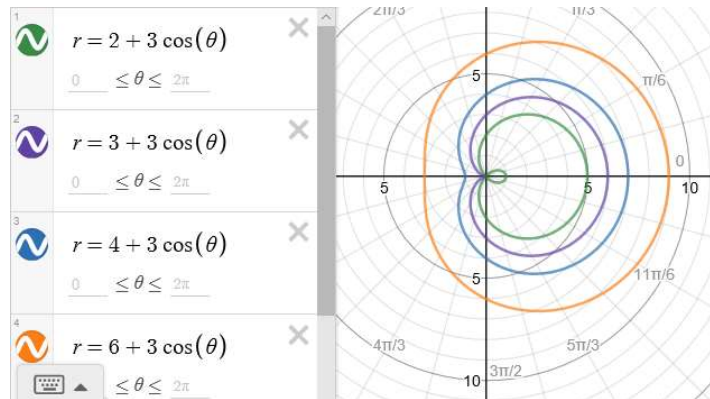 1
r = 2 + 3 cos(θ)
0 ≤ θ ≤ 2π
2
r = 3 + 3 cos(θ)
0 ≤ θ ≤ 2π
3
r = 4 + 3 cos(θ)
0 ≤ θ ≤ 2π
4
r = 6 + 3 cos(θ)
≤ θ ≤ 2π
2π/3
π/3
5
π/6
0
5
5
10
5
11π/6
4π/3
5π/3
3π/2
10